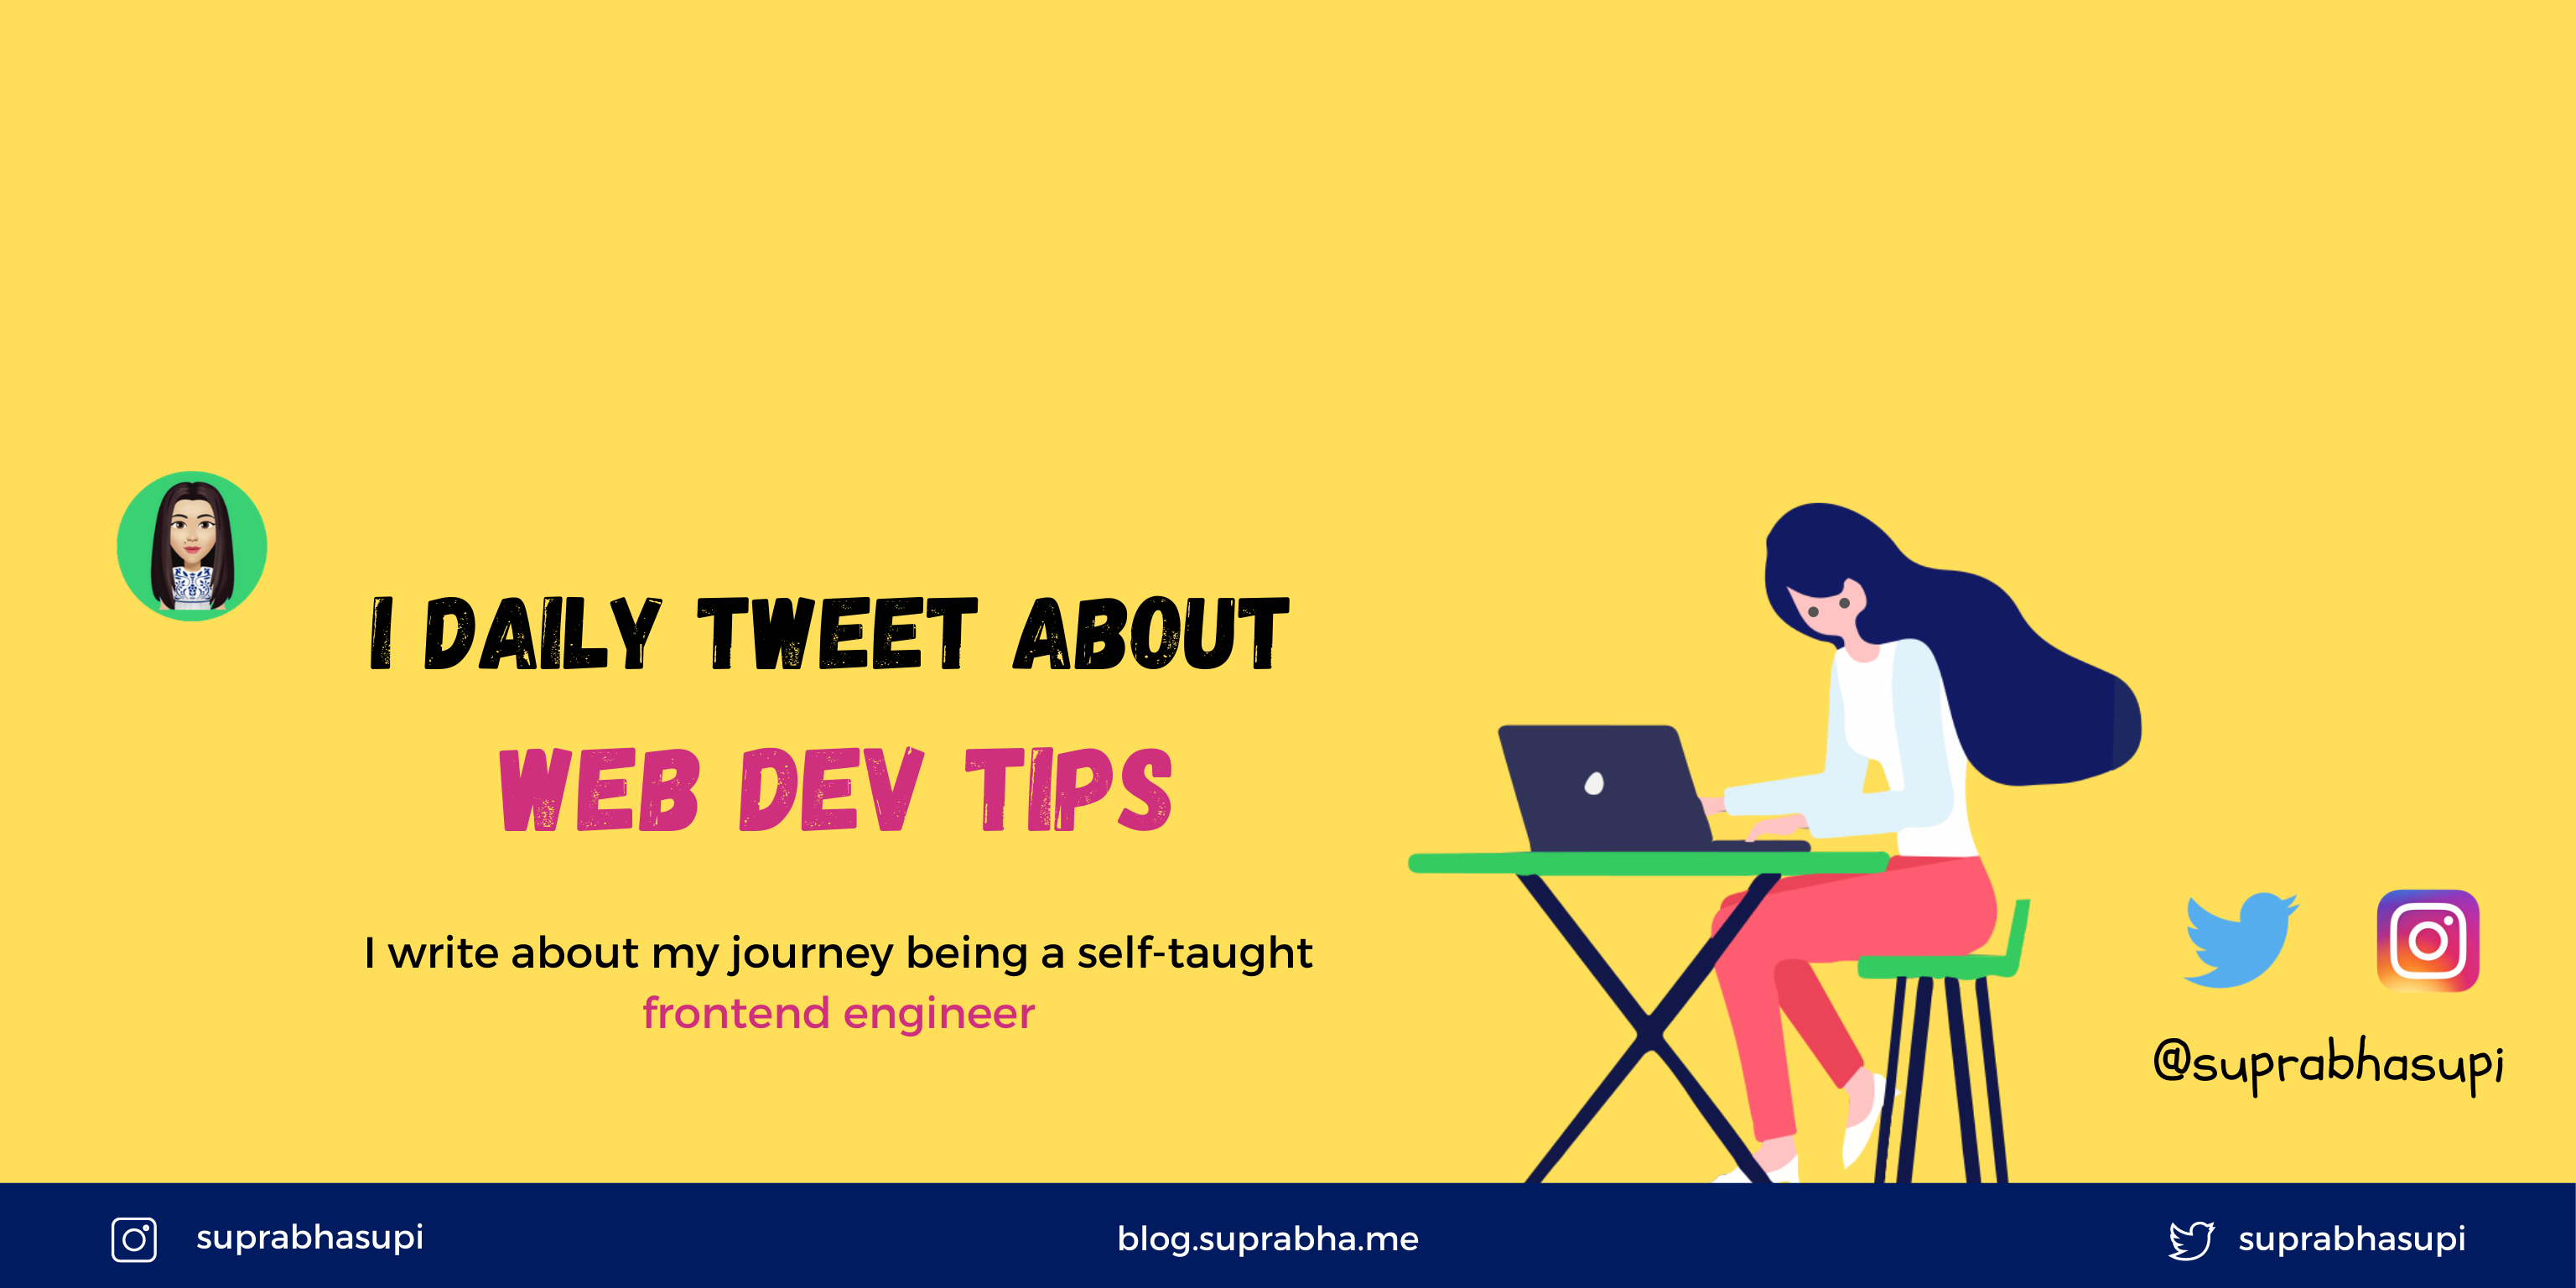 I DAILY TWEET ABOUT
WEB DEV TIPS
I write about my journey being a self-taught
frontend engineer
@suprabhasupi
suprabhasupi
blog.suprabha.me
suprabhasupi